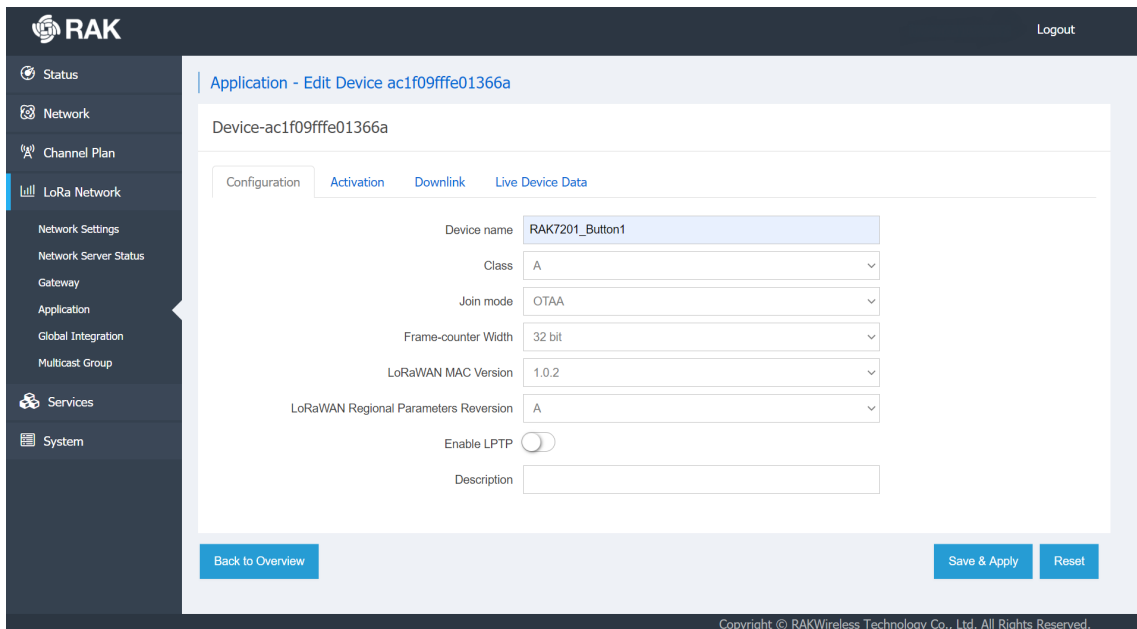 RAK
Logout
Status
Network
Channel Plan
LoRa Network
Network Settings
Network Server Status
Gateway
Application
Global Integration
Multicast Group
Services
System
Application - Edit Device ac1f09fffe01366a
Device-ac1f09fffe01366a
Configuration Activation Downlink Live Device Data
Device name RAK7201_Button1
Class A
Join mode OTAA
Frame-counter Width 32 bit
LoRaWAN MAC Version 1.0.2
LoRaWAN Regional Parameters Reversion A
Enable LPTP
Description
Back to Overview Save & Apply Reset
Copyright © RAKWireless Technology Co., Ltd. All Rights Reserved.